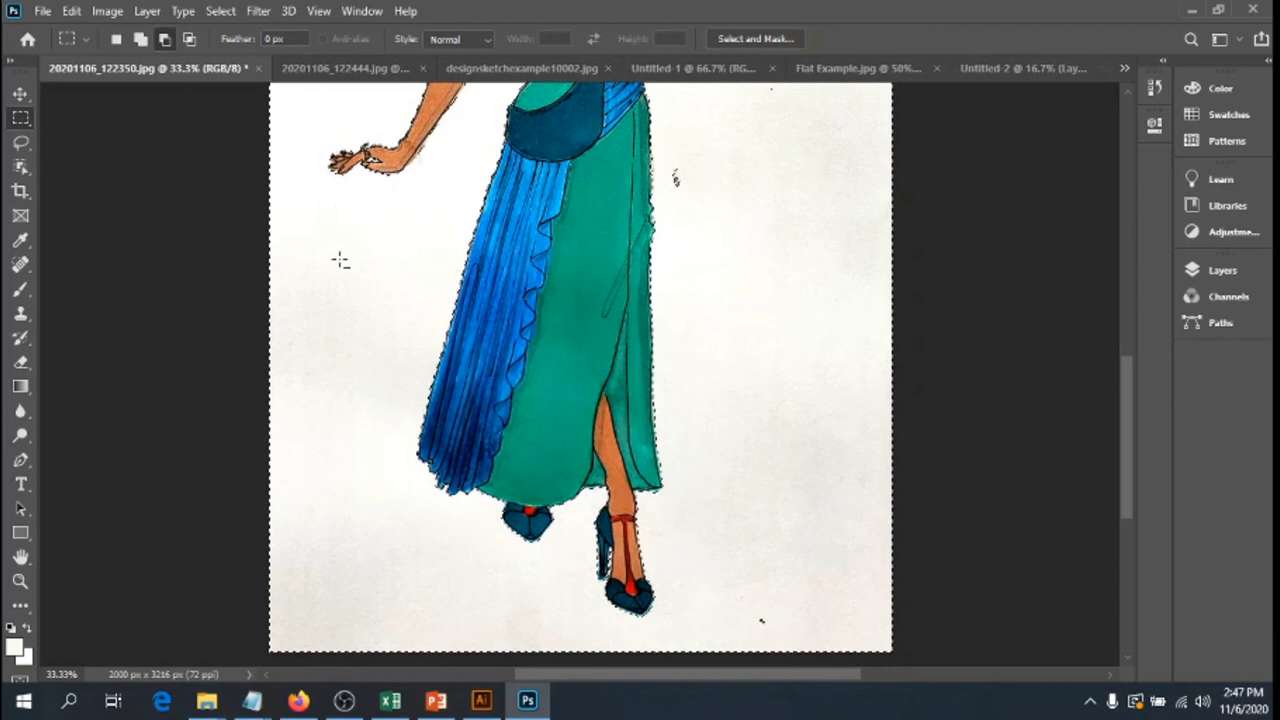 Ps File Edit Image Layer Type Select Filter 3D View Window Help
Feather: 0 px Anti-alias Style: Normal Width: Height: Select and Mask...
20201106_122350.jpg @ 33.3% (RGB/8) * 20201106_122444.jpg @... designsketchexample10002.jpg Untitled-1 @ 66.7% (RG... Flat Example.jpg @ 50%... Untitled-2 @ 16.7% (Lay...
Color
Swatches
Patterns
Learn
Libraries
Adjustme...
Layers
Channels
Paths
33.33% 2000 px x 3216 px (72 ppi)
2:47 PM
11/6/2020